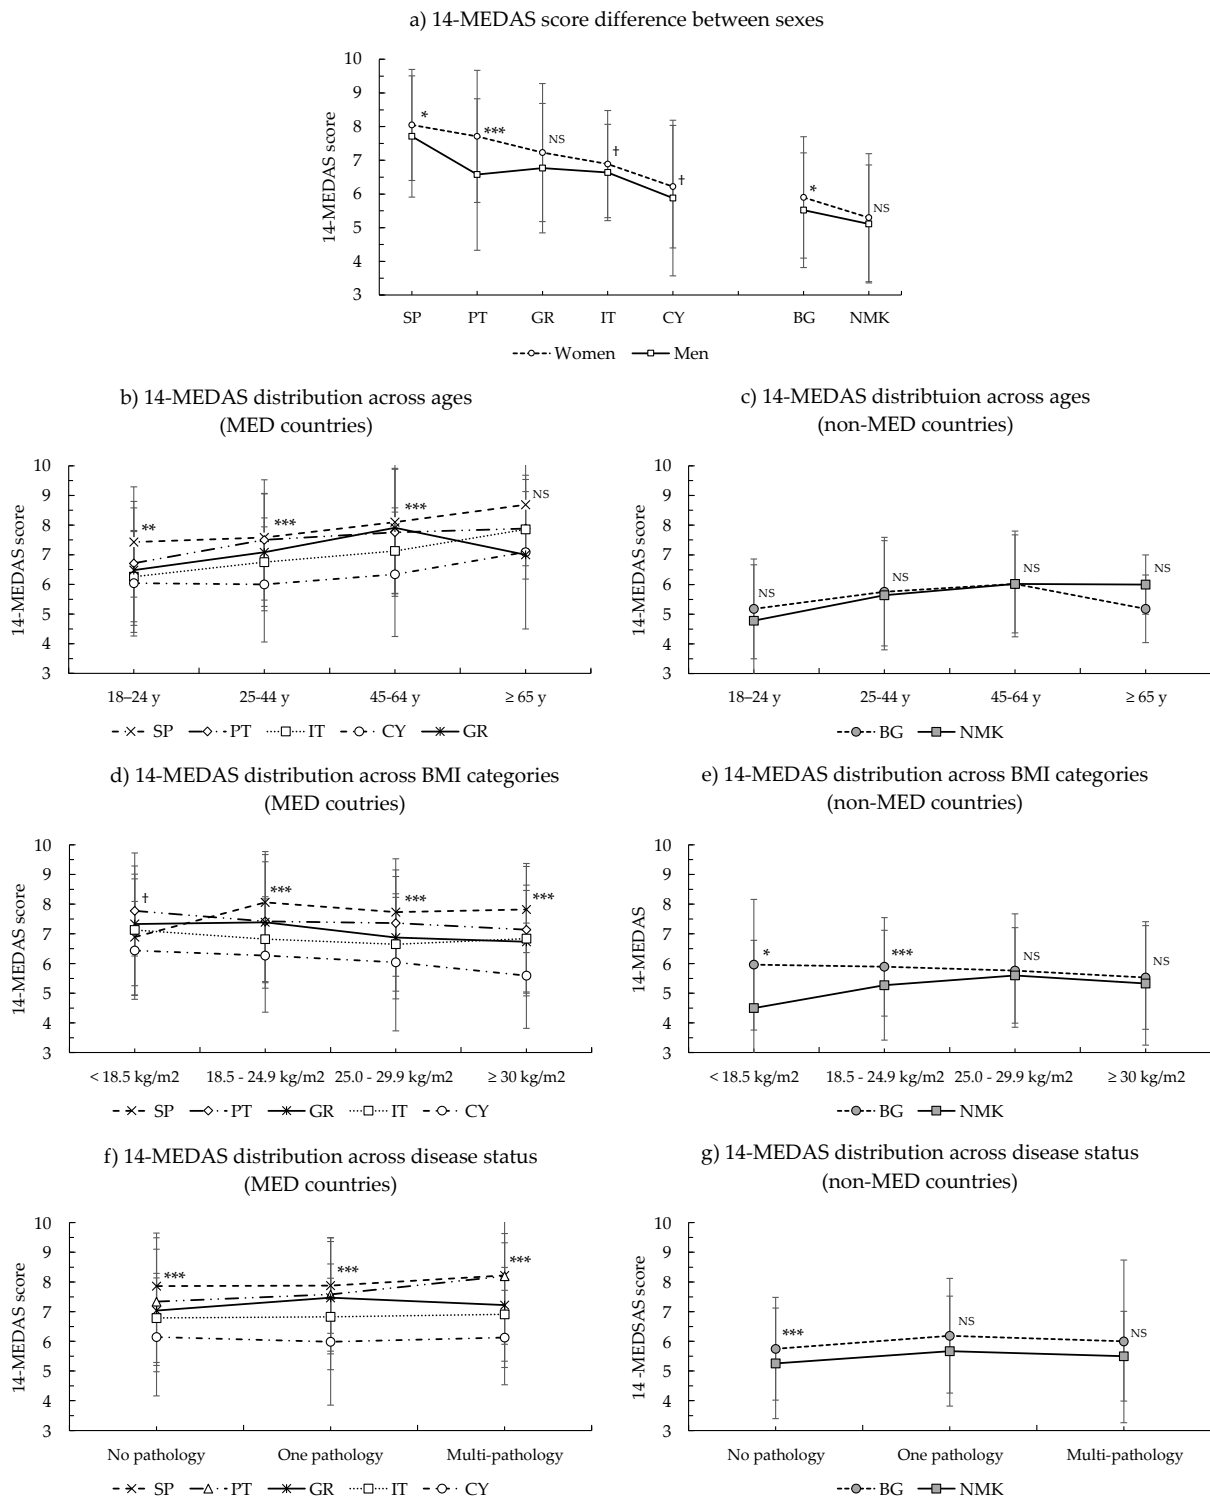 a) 14-MEDAS score difference between sexes
14-MEDAS score
10
9
8
7
6
5
4
3
*
***
NS
†
†
*
NS
SP PT GR IT CY BG NMK
Women Men
b) 14-MEDAS distribution across ages
(MED countries)
14-MEDAS score
10
9
8
7
6
5
4
3
**
***
***
NS
18–24 y 25-44 y 45-64 y ≥ 65 y
SP PT IT CY GR
c) 14-MEDAS distribtuion across ages
(non-MED countries)
14-MEDAS score
10
9
8
7
6
5
4
3
NS
NS
NS
NS
18–24 y 25-44 y 45-64 y ≥ 65 y
BG NMK
d) 14-MEDAS distribution across BMI categories
(MED coutries)
14-MEDAS score
10
9
8
7
6
5
4
3
†
***
***
***
< 18.5 kg/m2 18.5 - 24.9 kg/m2 25.0 - 29.9 kg/m2 ≥ 30 kg/m2
SP PT GR IT CY
e) 14-MEDAS distribution across BMI categories
(non-MED countries)
14-MEDAS
10
9
8
7
6
5
4
3
*
***
NS
NS
< 18.5 kg/m2 18.5 - 24.9 kg/m2 25.0 - 29.9 kg/m2 ≥ 30 kg/m2
BG NMK
f) 14-MEDAS distribution across disease status
(MED countries)
14-MEDAS score
10
9
8
7
6
5
4
3
***
***
***
No pathology One pathology Multi-pathology
SP PT GR IT CY
g) 14-MEDAS distribution across disease status
(non-MED countries)
14 -MEDSAS score
10
9
8
7
6
5
4
3
***
NS
NS
No pathology One pathology Multi-pathology
BG NMK